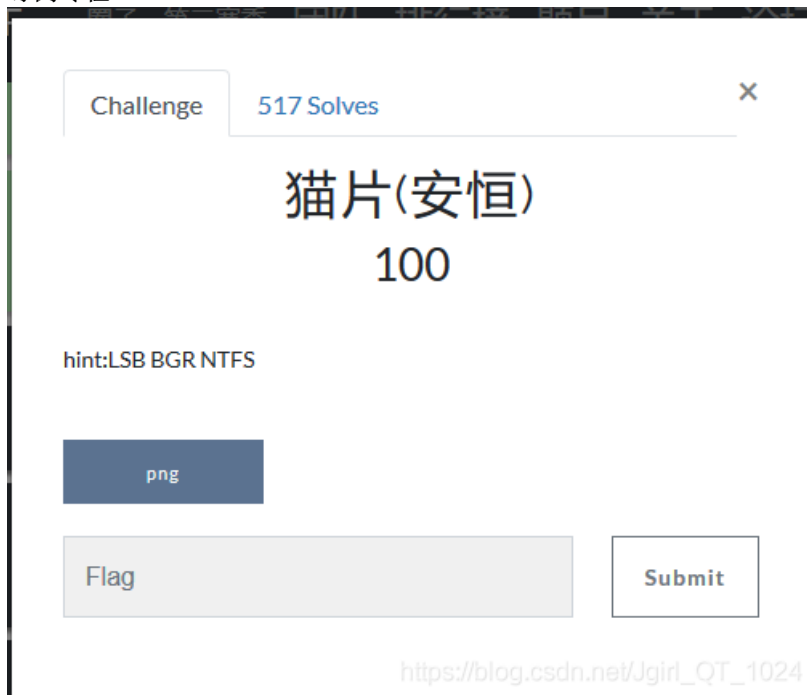 Challenge 517 Solves ×
猫片(安恒)
100
hint:LSB BGR NTFS
png
Flag Submit
https://blog.csdn.net/Jgirl_QT_1024